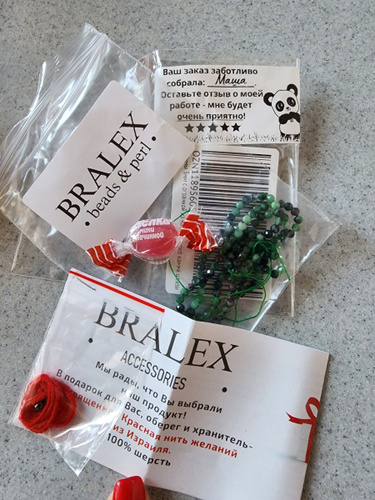 Ваш заказ заботливо
собрала: Маша
Оставьте отзыв о моей
работе - мне будет
очень приятно!
BRALEX
• beads & perl •
BRALEX
ACCESSORIES
Мы рады, что Вы выбрали
наш продукт!
В подарок для Вас, оберег и хранитель-
Красная нить желаний
из Израиля.
100% шерсть